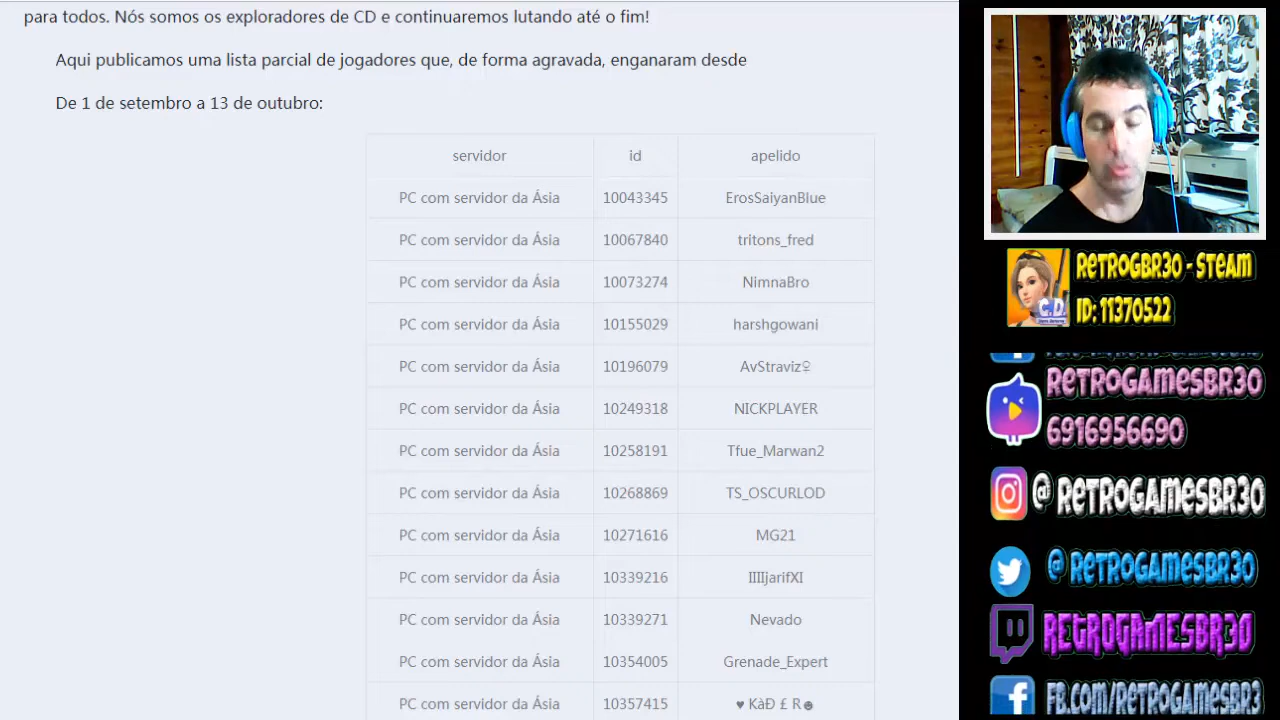 para todos. Nós somos os exploradores de CD e continuaremos lutando até o fim!
Aqui publicamos uma lista parcial de jogadores que, de forma agravada, enganaram desde
De 1 de setembro a 13 de outubro:
servidor id apelido
PC com servidor da Ásia 10043345 ErosSaiyanBlue
PC com servidor da Ásia 10067840 tritons_fred
PC com servidor da Ásia 10073274 NimnaBro
PC com servidor da Ásia 10155029 harshgowani
PC com servidor da Ásia 10196079 AvStraviz♀
PC com servidor da Ásia 10249318 NICKPLAYER
PC com servidor da Ásia 10258191 Tfue_Marwan2
PC com servidor da Ásia 10268869 TS_OSCURLOD
PC com servidor da Ásia 10271616 MG21
PC com servidor da Ásia 10339216 IIIIjarifXI
PC com servidor da Ásia 10339271 Nevado
PC com servidor da Ásia 10354005 Grenade_Expert
PC com servidor da Ásia 10357415 ♥ KàÐ £ R☻
RETROGBR30 - STEAM
ID: 11370522
C.D.
RETROGAMESBR30
6916956690
@ RETROGAMESBR30
@ RETROGAMESBR30
RETROGAMESBR30
FB.COM/RETROGAMESBR3